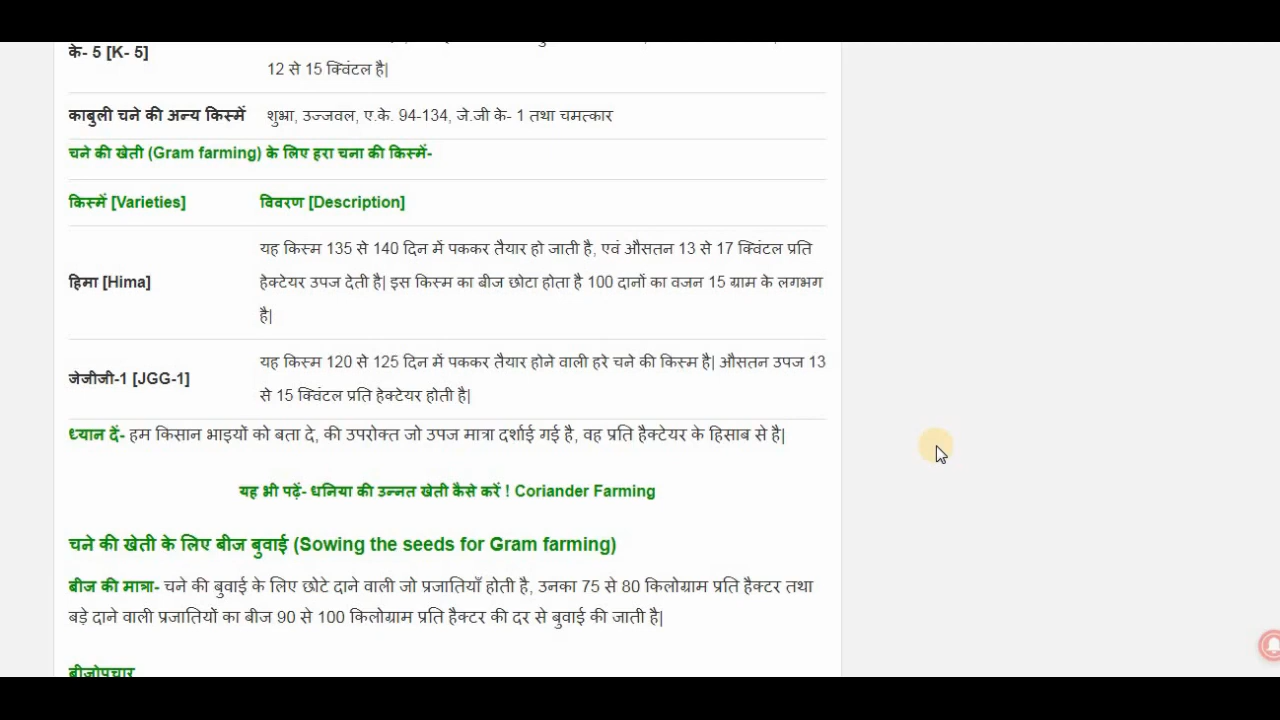 के- 5 [K- 5]
12 से 15 क्विंटल है|
काबुली चने की अन्य किस्में शुभ्रा, उज्जवल, ए.के. 94-134, जे.जी के- 1 तथा चमत्कार
चने की खेती (Gram farming) के लिए हरा चना की किस्में-
किस्में [Varieties] विवरण [Description]
यह किस्म 135 से 140 दिन में पककर तैयार हो जाती है, एवं औसतन 13 से 17 क्विंटल प्रति
हिमा [Hima] हेक्टेयर उपज देती है| इस किस्म का बीज छोटा होता है 100 दानों का वजन 15 ग्राम के लगभग
है|
यह किस्म 120 से 125 दिन में पककर तैयार होने वाली हरे चने की किस्म है| औसतन उपज 13
जेजीजी-1 [JGG-1] से 15 क्विंटल प्रति हेक्टेयर होती है|
ध्यान दें- हम किसान भाइयों को बता दे, की उपरोक्त जो उपज मात्रा दर्शाई गई है, वह प्रति हैक्टेयर के हिसाब से है|
यह भी पढ़ें- धनिया की उन्नत खेती कैसे करें ! Coriander Farming
चने की खेती के लिए बीज बुवाई (Sowing the seeds for Gram farming)
बीज की मात्रा- चने की बुवाई के लिए छोटे दाने वाली जो प्रजातियाँ होती है, उनका 75 से 80 किलोग्राम प्रति हैक्टर तथा
बड़े दाने वाली प्रजातियों का बीज 90 से 100 किलोग्राम प्रति हैक्टर की दर से बुवाई की जाती है|
बीजोपचार